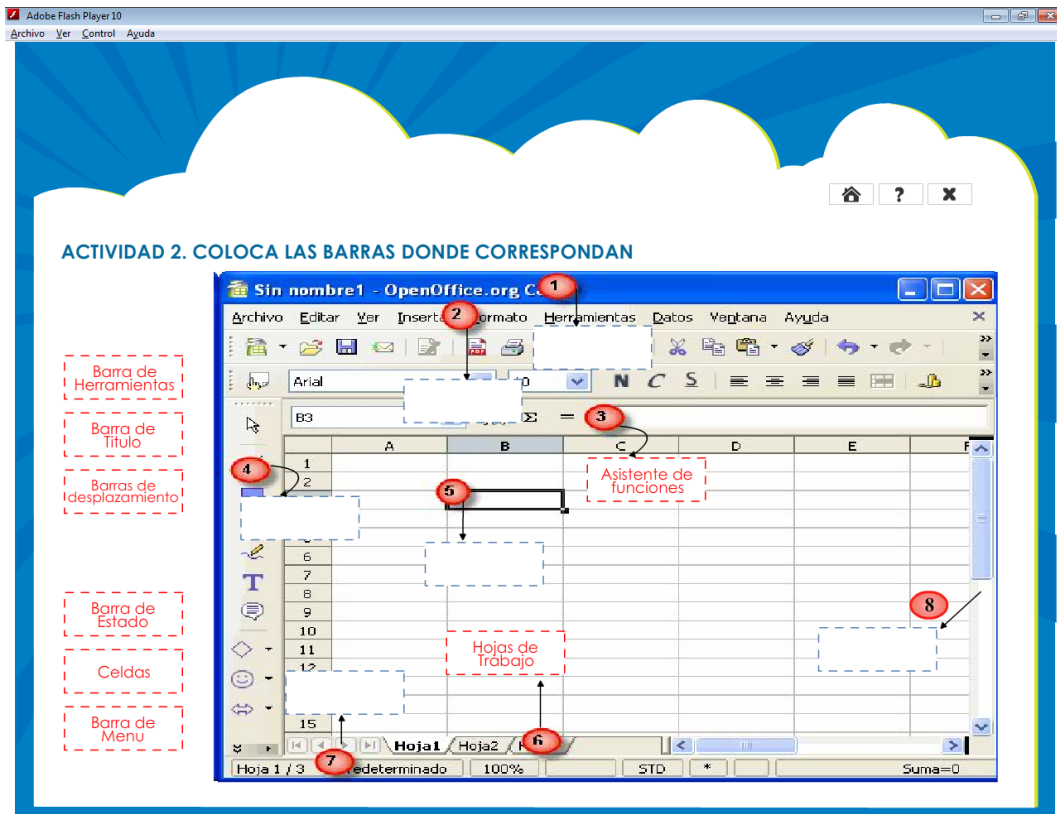 Adobe Flash Player 10
Archivo Ver Control Ayuda
?
ACTIVIDAD 2. COLOCA LAS BARRAS DONDE CORRESPONDAN
Sin nombre1 - OpenOffice.org
1
Archivo Editar Ver 2 Formato Herramientas Datos Ventana Ayuda
Barra de
Herramientas
Barra de
Titulo
Barras de
desplazamiento
Barra de
Estado
Celdas
Barra de
Menu
Arial
N C S
B3
Σ =
3
A B C D E F
4
1
2
5
Asistente de
funciones
6
7
8
9
10
11
12
15
T
8
Hojas de
Trabajo
Hoja1 Hoja2
6
7
Hoja 1 / 3
100%
STD
*
Suma=0